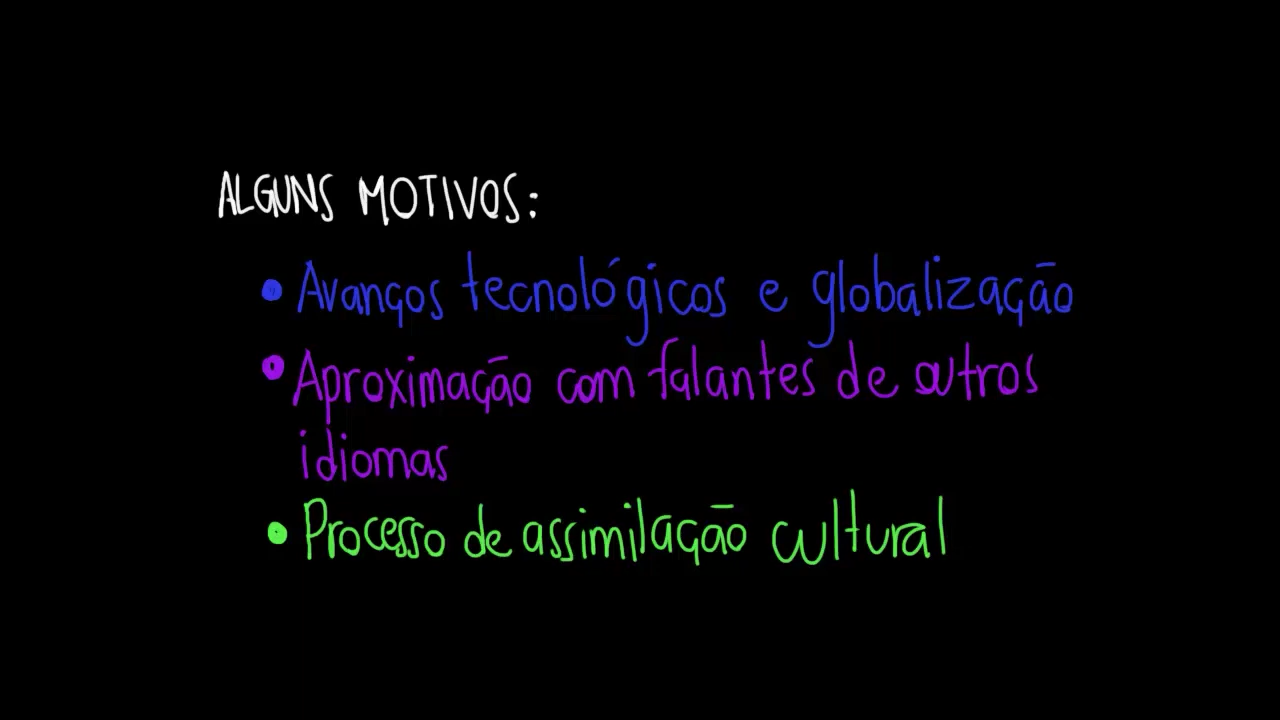 ALGUNS MOTIVOS:
• Avanços tecnológicos e globalização
• Aproximação com falantes de outros
idiomas
• Processo de assimilação cultural